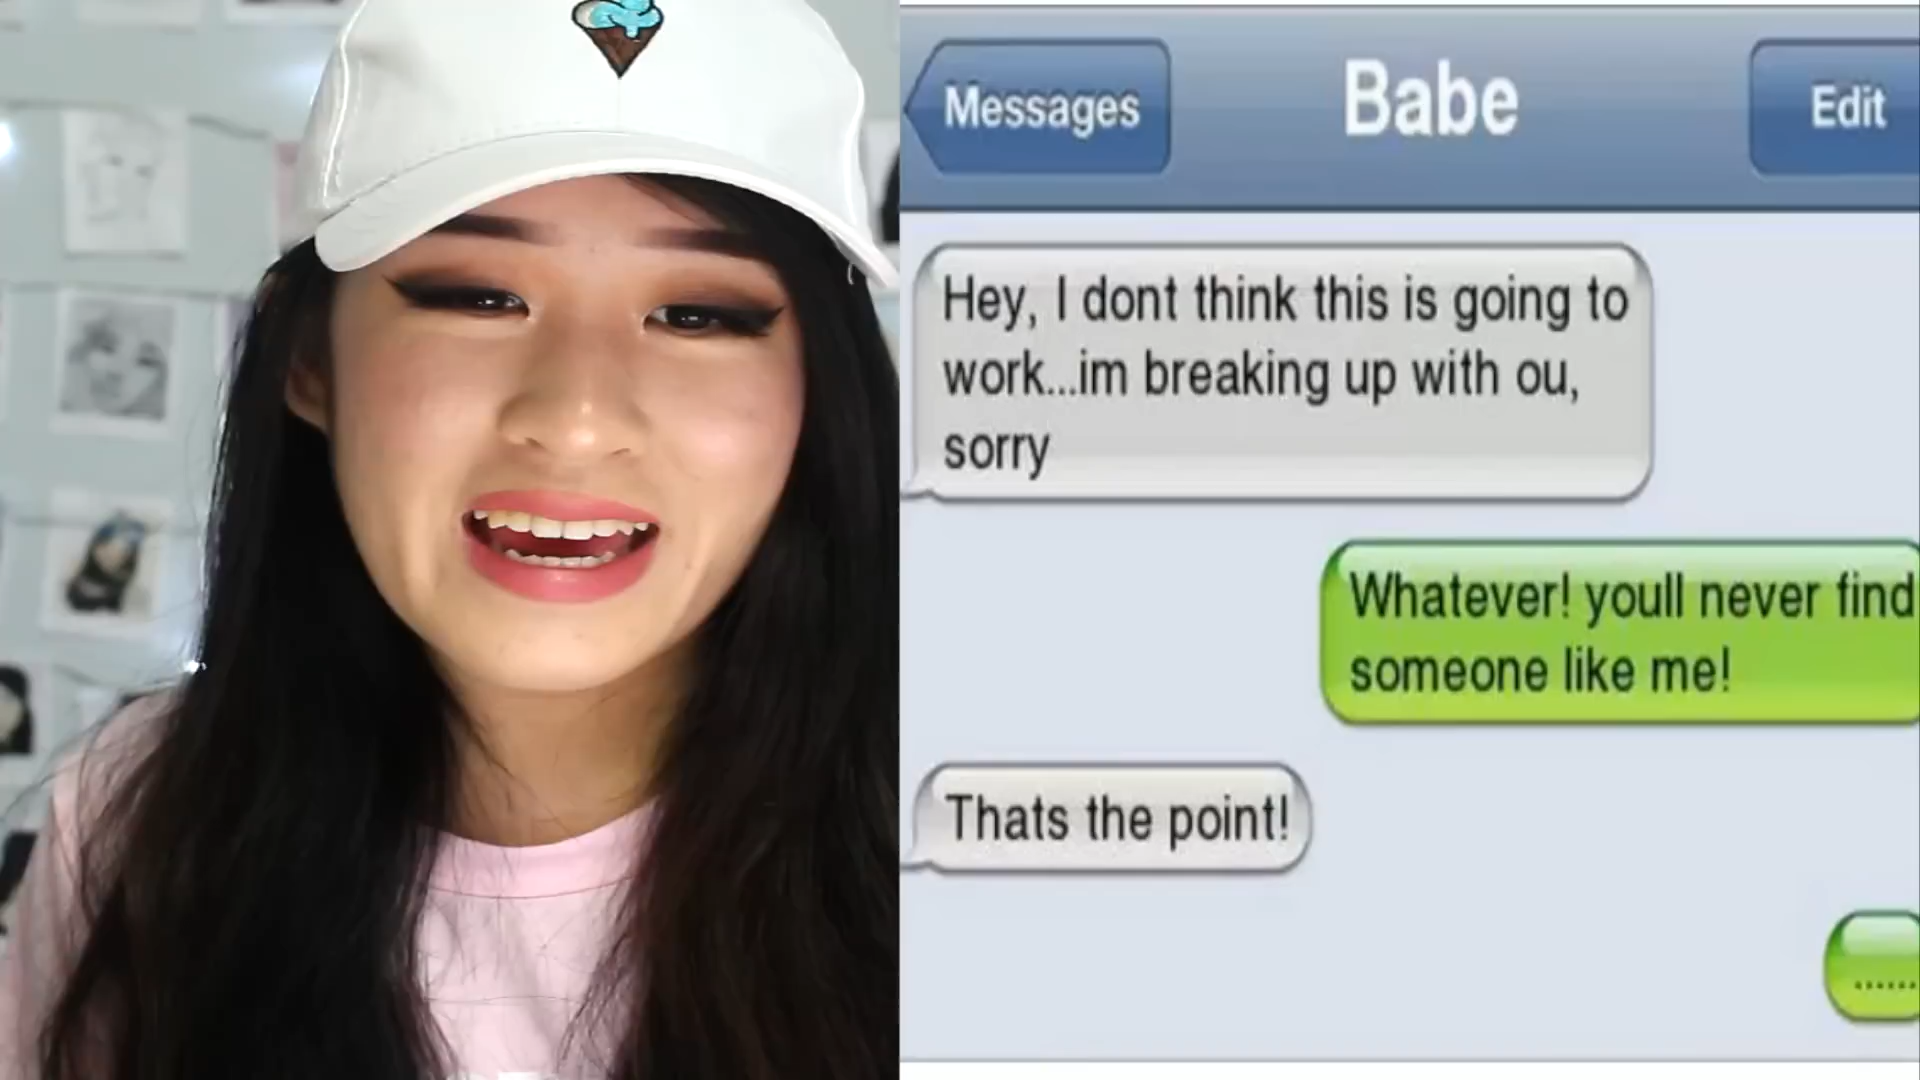 Messages
Babe
Edit
Hey, I dont think this is going to
work...im breaking up with ou,
sorry
Whatever! youll never find
someone like me!
Thats the point!
......